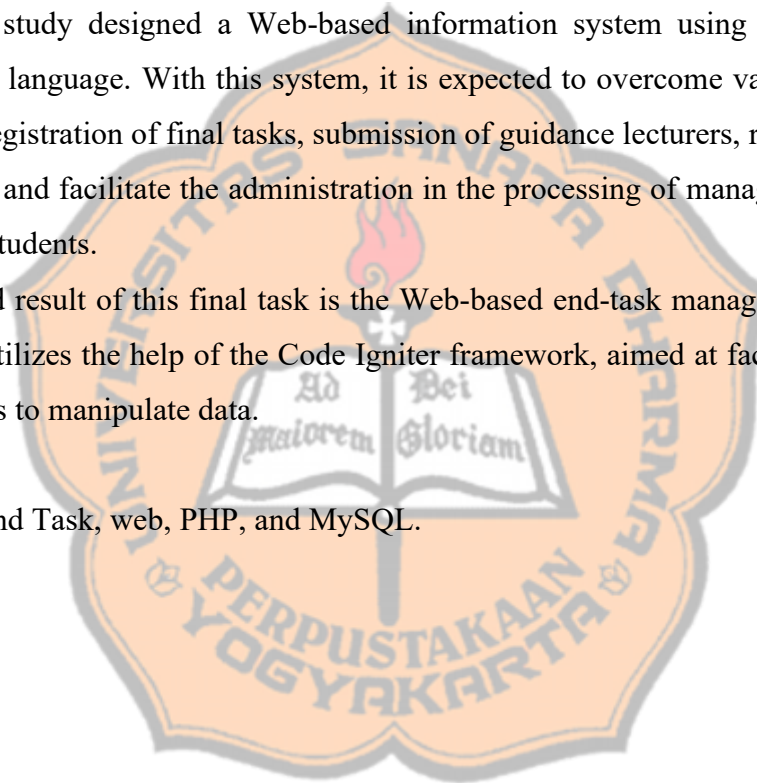 study designed a Web-based information system using
language. With this system, it is expected to overcome va
egistration of final tasks, submission of guidance lecturers, r
and facilitate the administration in the processing of manag
tudents.
d result of this final task is the Web-based end-task manag
tilizes the help of the Code Igniter framework, aimed at fac
s to manipulate data.
nd Task, web, PHP, and MySQL.
UNIVERSITAS SANATA DHARMA
Ad Dei
Maiorem Gloriam
PERPUSTAKAAN
YOGYAKARTA